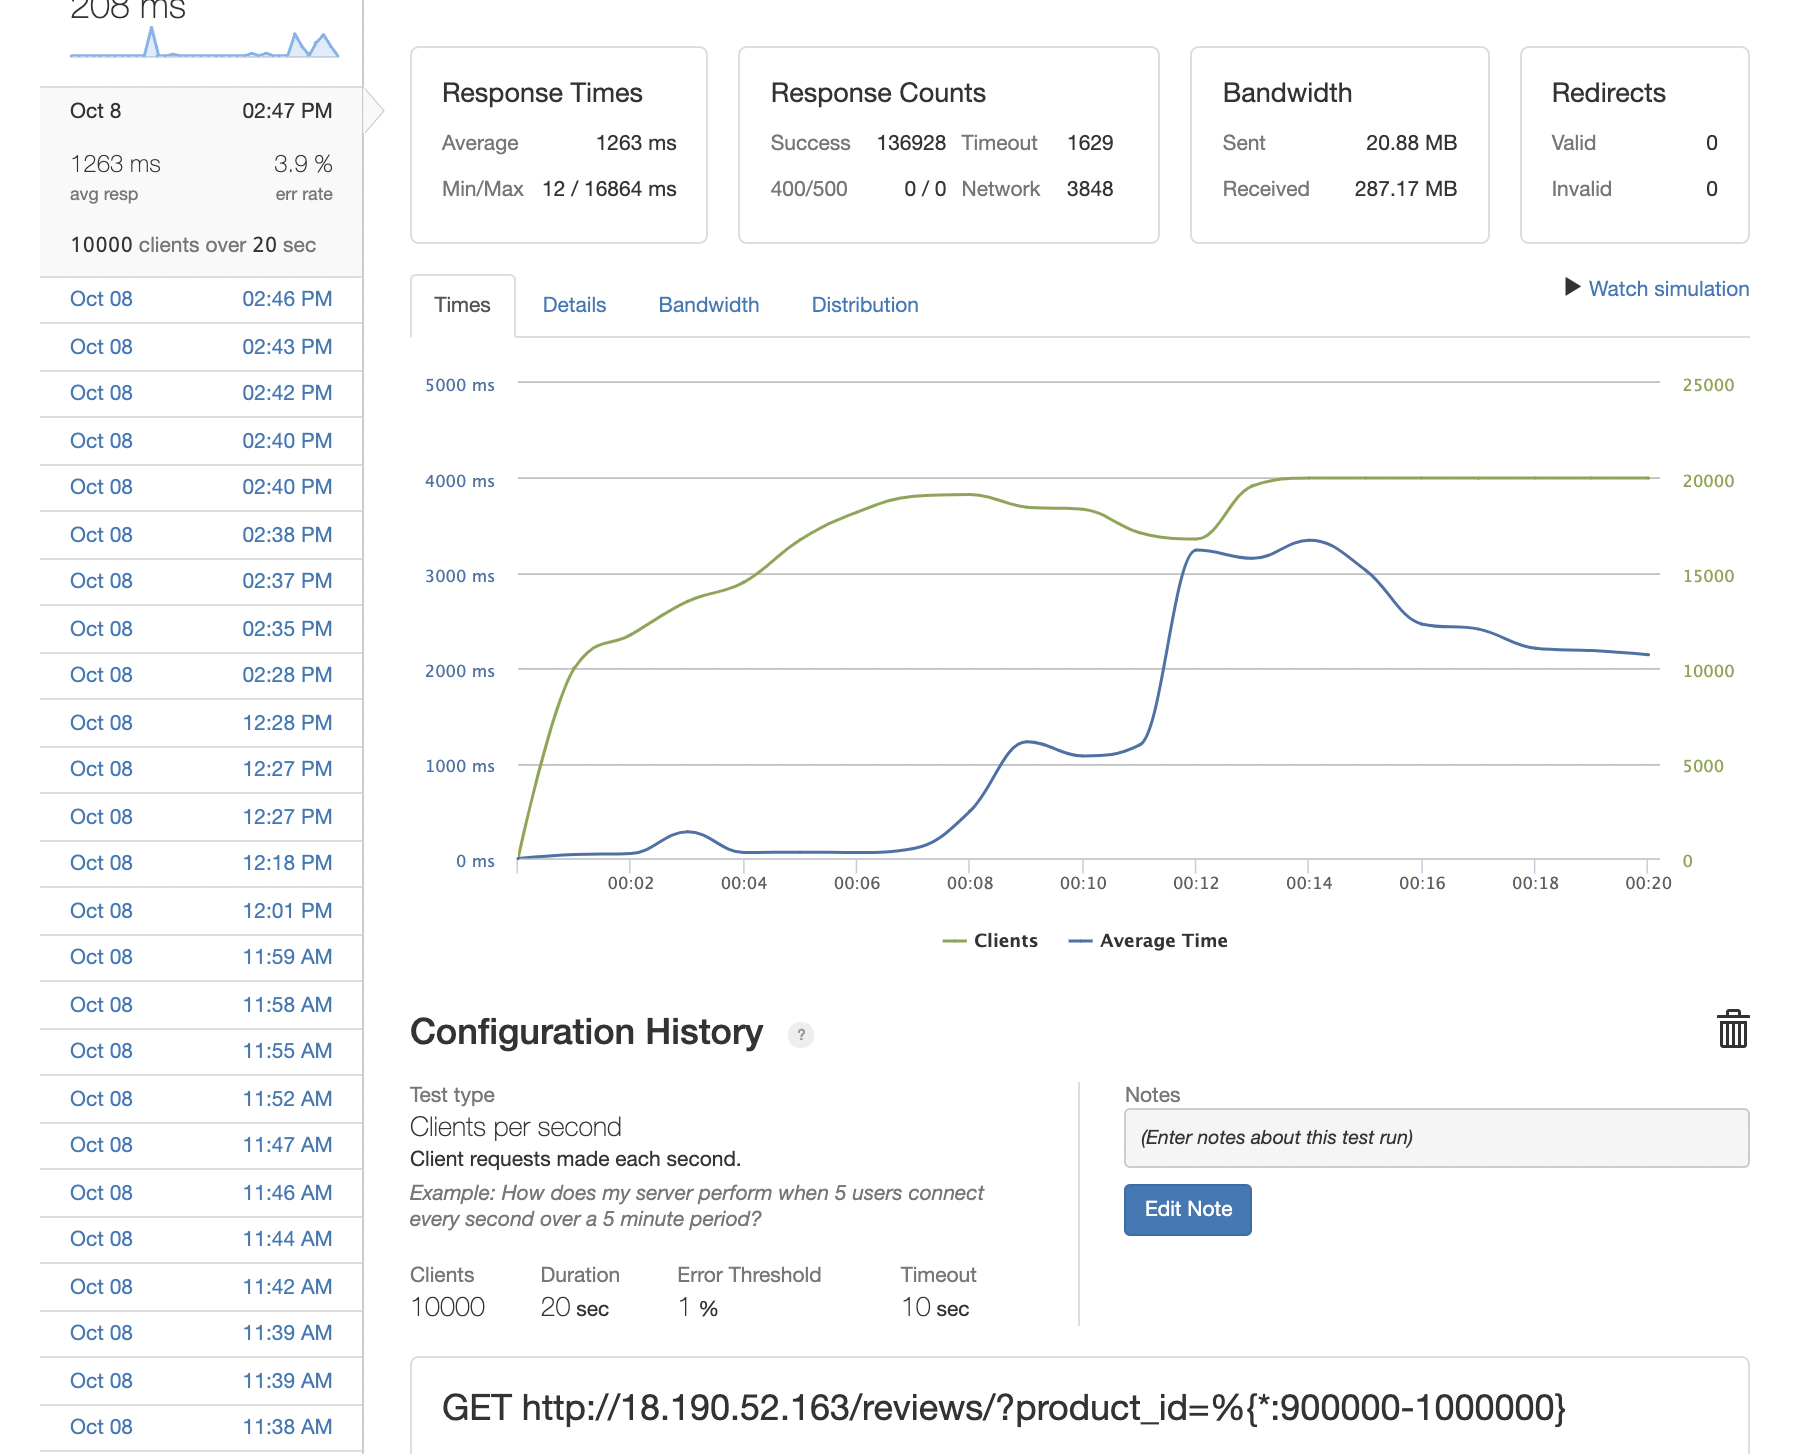 208 ms
Oct 8 02:47 PM
1263 ms 3.9 %
avg resp err rate
10000 clients over 20 sec
Oct 08 02:46 PM
Oct 08 02:43 PM
Oct 08 02:42 PM
Oct 08 02:40 PM
Oct 08 02:40 PM
Oct 08 02:38 PM
Oct 08 02:37 PM
Oct 08 02:35 PM
Oct 08 02:28 PM
Oct 08 12:28 PM
Oct 08 12:27 PM
Oct 08 12:27 PM
Oct 08 12:18 PM
Oct 08 12:01 PM
Oct 08 11:59 AM
Oct 08 11:58 AM
Oct 08 11:55 AM
Oct 08 11:52 AM
Oct 08 11:47 AM
Oct 08 11:46 AM
Oct 08 11:44 AM
Oct 08 11:42 AM
Oct 08 11:39 AM
Oct 08 11:39 AM
Oct 08 11:38 AM
Response Times
Average 1263 ms
Min/Max 12 / 16864 ms
Response Counts
Success 136928 Timeout 1629
400/500 0 / 0 Network 3848
Bandwidth
Sent 20.88 MB
Received 287.17 MB
Redirects
Valid 0
Invalid 0
Times Details Bandwidth Distribution
Watch simulation
5000 ms 25000
4000 ms 20000
3000 ms 15000
2000 ms 10000
1000 ms 5000
0 ms 0
00:02 00:04 00:06 00:08 00:10 00:12 00:14 00:16 00:18 00:20
Clients Average Time
Configuration History ?
Test type
Clients per second
Client requests made each second.
Example: How does my server perform when 5 users connect
every second over a 5 minute period?
Clients Duration Error Threshold Timeout
10000 20 sec 1 % 10 sec
Notes
(Enter notes about this test run)
Edit Note
GET http://18.190.52.163/reviews/?product_id=%{*:900000-1000000}